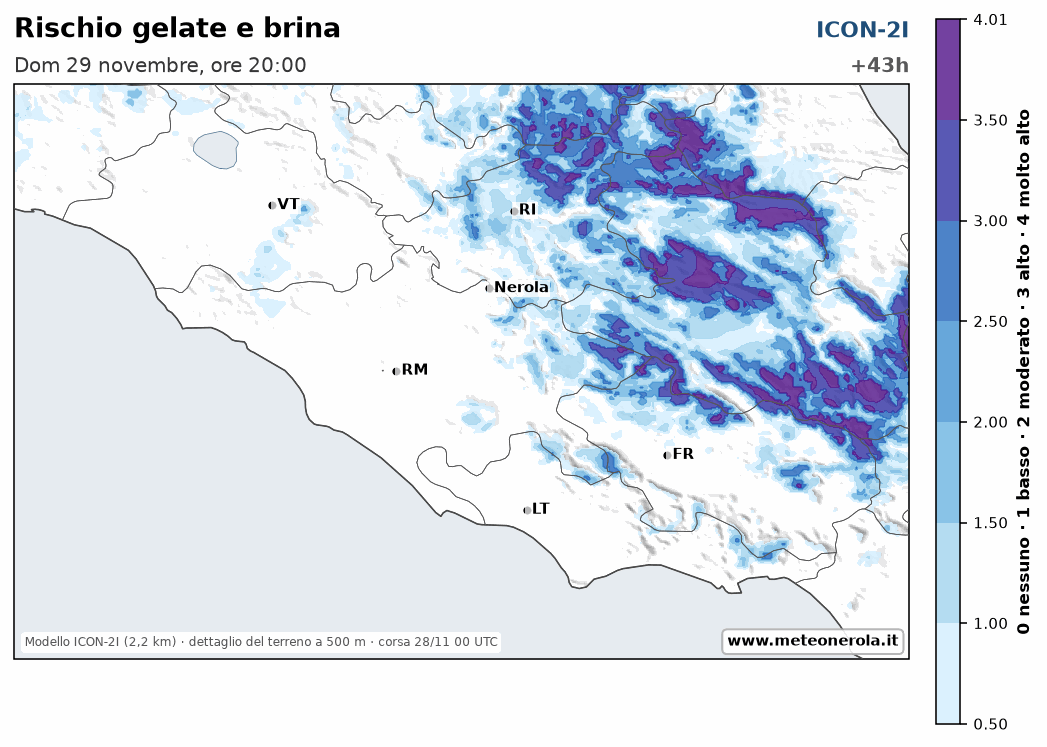 Rischio gelate e brina
ICON-2I
Dom 29 novembre, ore 20:00
+43h
4.01
3.50
3.00
2.50
2.00
1.50
1.00
0.50
0 nessuno · 1 basso · 2 moderato · 3 alto · 4 molto alto
VT
RI
Nerola
RM
FR
LT
Modello ICON-2I (2,2 km) · dettaglio del terreno a 500 m · corsa 28/11 00 UTC
www.meteonerola.it